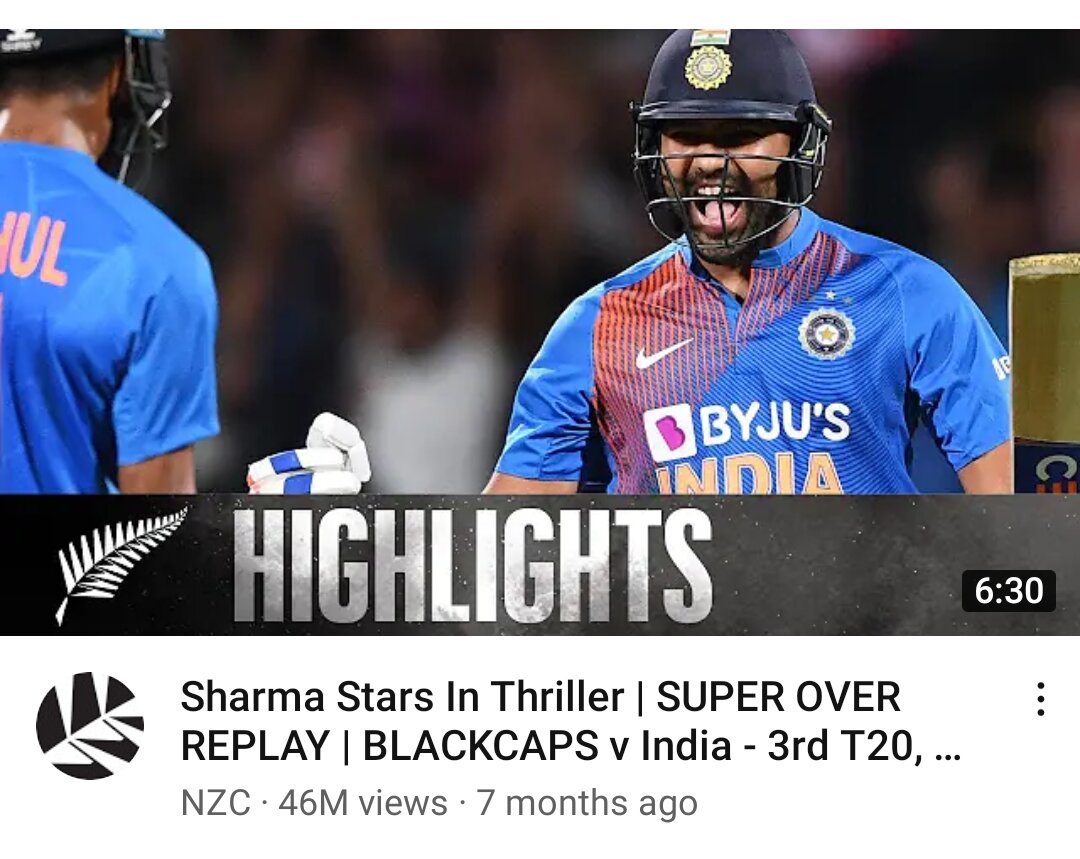 HUL
BYJU'S
INDIA
HIGHLIGHTS
6:30
Sharma Stars In Thriller | SUPER OVER
REPLAY | BLACKCAPS v India - 3rd T20, ...
NZC · 46M views · 7 months ago